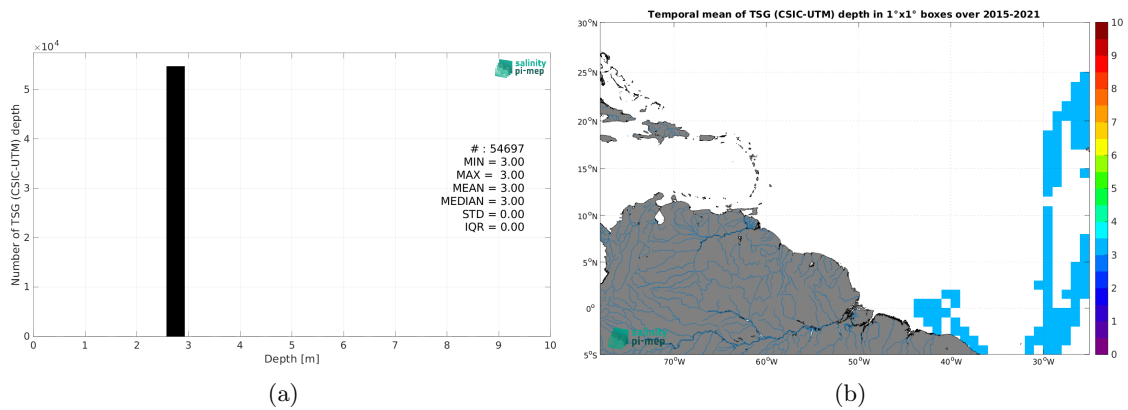 ×10⁴
5
4
3
2
1
0
Number of TSG (CSIC-UTM) depth
salinity
pi-mep
# : 54697
MIN = 3.00
MAX = 3.00
MEAN = 3.00
MEDIAN = 3.00
STD = 0.00
IQR = 0.00
0 1 2 3 4 5 6 7 8 9 10
Depth [m]
(a)
Temporal mean of TSG (CSIC-UTM) depth in 1°x1° boxes over 2015-2021
30°N
25°N
20°N
15°N
10°N
5°N
0°
5°S
salinity
pi-mep
70°W 60°W 50°W 40°W 30°W
10
9
8
7
6
5
4
3
2
1
0
(b)